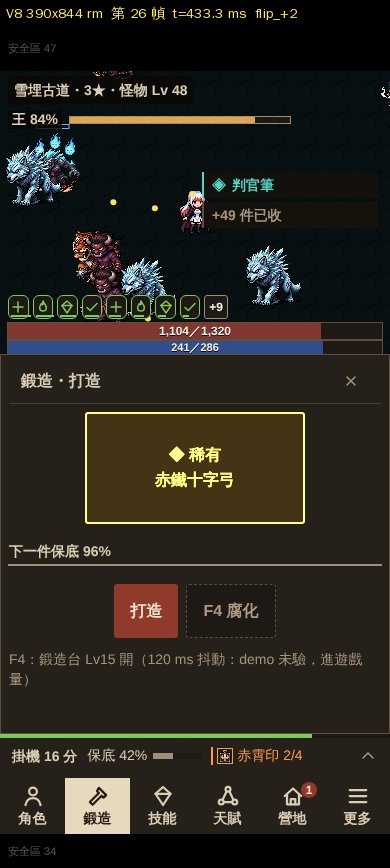 V8 390x844 rm 第 26 幀 t=433.3 ms flip_+2
安全區 47
雪埋古道・3★・怪物 Lv 48
王 84%
◈ 判官筆
+49 件已收
+9
1,104／1,320
241／286
鍛造・打造
×
◆ 稀有
赤鐵十字弓
下一件保底 96%
打造
F4 腐化
F4：鍛造台 Lv15 開（120 ms 抖動：demo 未驗，進遊戲量）
掛機 16 分
保底 42%
赤霄印 2/4
角色
鍛造
技能
天賦
1
營地
更多
安全區 34